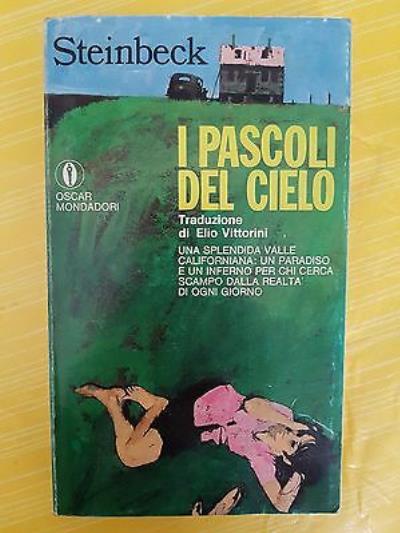 Steinbeck
I PASCOLI
DEL CIELO
OSCAR
MONDADORI
Traduzione
di Elio Vittorini
UNA SPLENDIDA VALLE
CALIFORNIANA: UN PARADISO
E UN INFERNO PER CHI CERCA
SCAMPO DALLA REALTA'
DI OGNI GIORNO